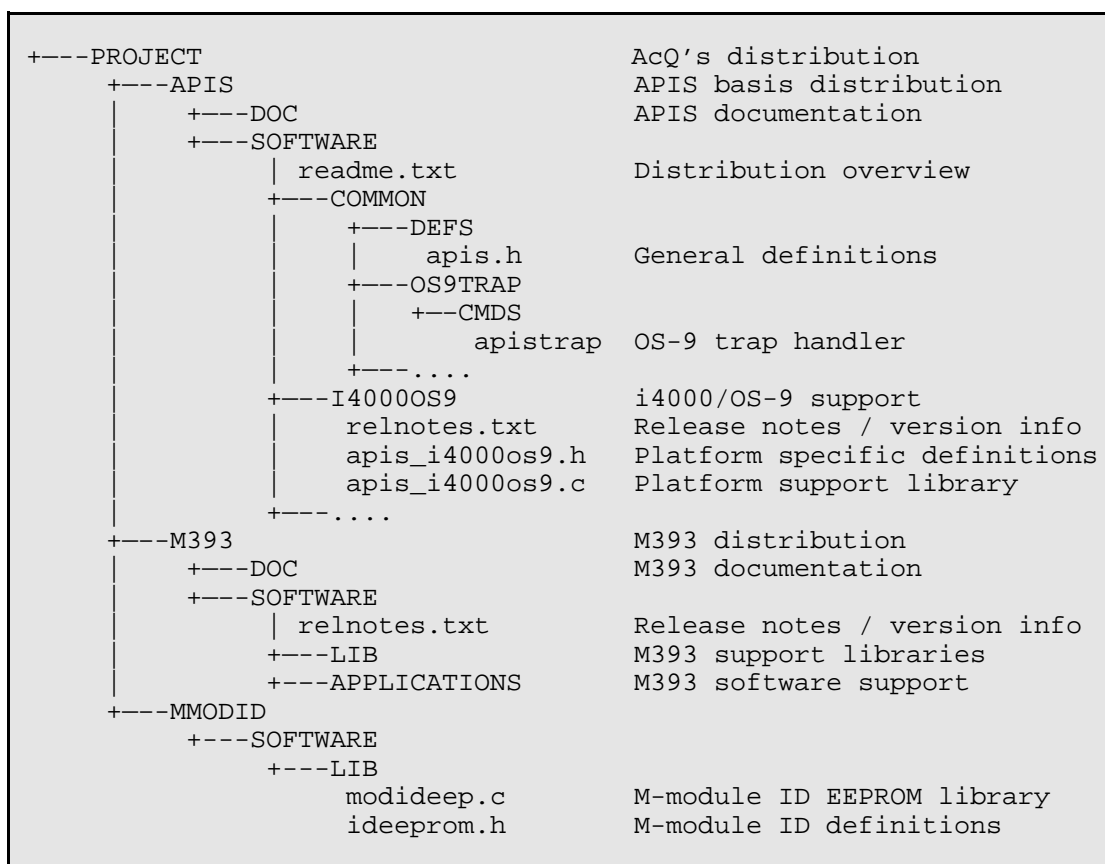 +---PROJECT                            AcQ's distribution
     +---APIS                          APIS basis distribution
     |    +---DOC                      APIS documentation
     |    +---SOFTWARE
     |         | readme.txt            Distribution overview
     |         +---COMMON
     |         |    +---DEFS
     |         |    |    apis.h        General definitions
     |         |    +---OS9TRAP
     |         |    |   +--CMDS
     |         |    |       apistrap   OS-9 trap handler
     |         |    +---....
     |         +---I4000OS9            i4000/OS-9 support
     |         |    relnotes.txt       Release notes / version info
     |         |    apis_i4000os9.h    Platform specific definitions
     |         |    apis_i4000os9.c    Platform support library
     |         +---....
     +---M393                          M393 distribution
     |    +---DOC                      M393 documentation
     |    +---SOFTWARE
     |         | relnotes.txt          Release notes / version info
     |         +---LIB                 M393 support libraries
     |         +---APPLICATIONS        M393 software support
     +---MMODID
          +---SOFTWARE
               +---LIB
                    modideep.c         M-module ID EEPROM library
                    ideeprom.h         M-module ID definitions